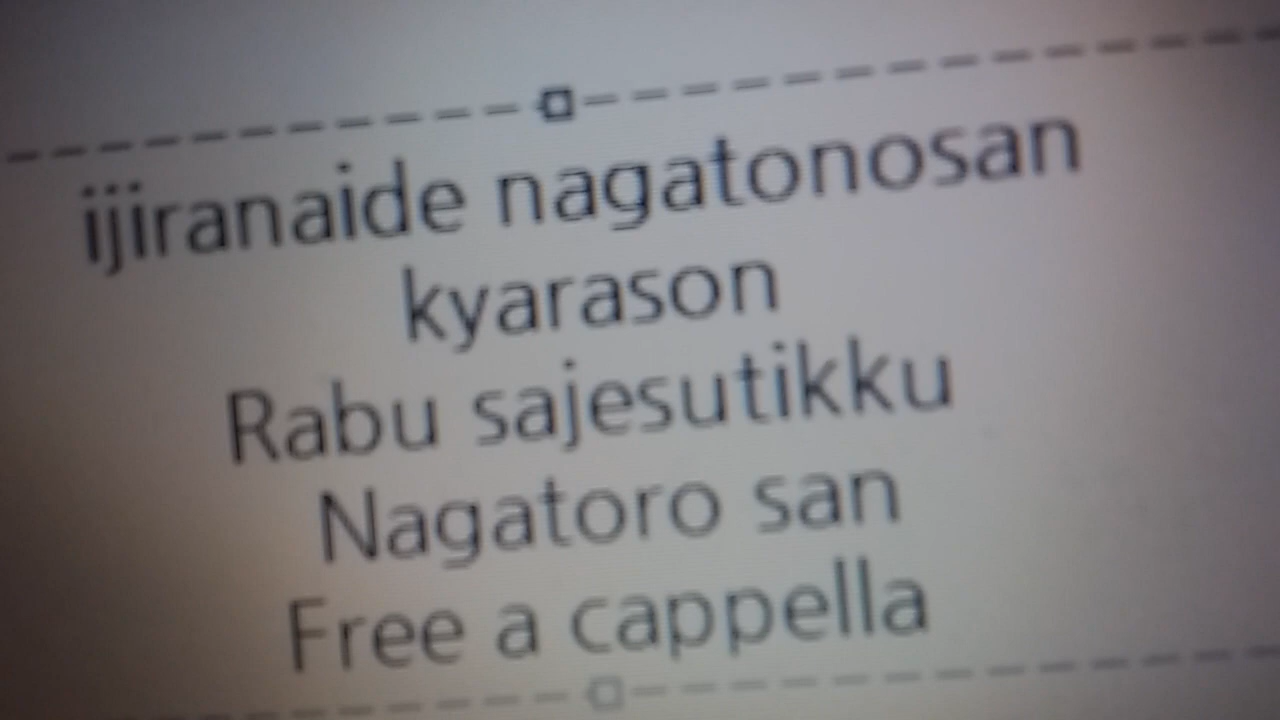 ijiranaide nagatonosan
kyarason
Rabu sajesutikku
Nagatoro san
Free a cappella